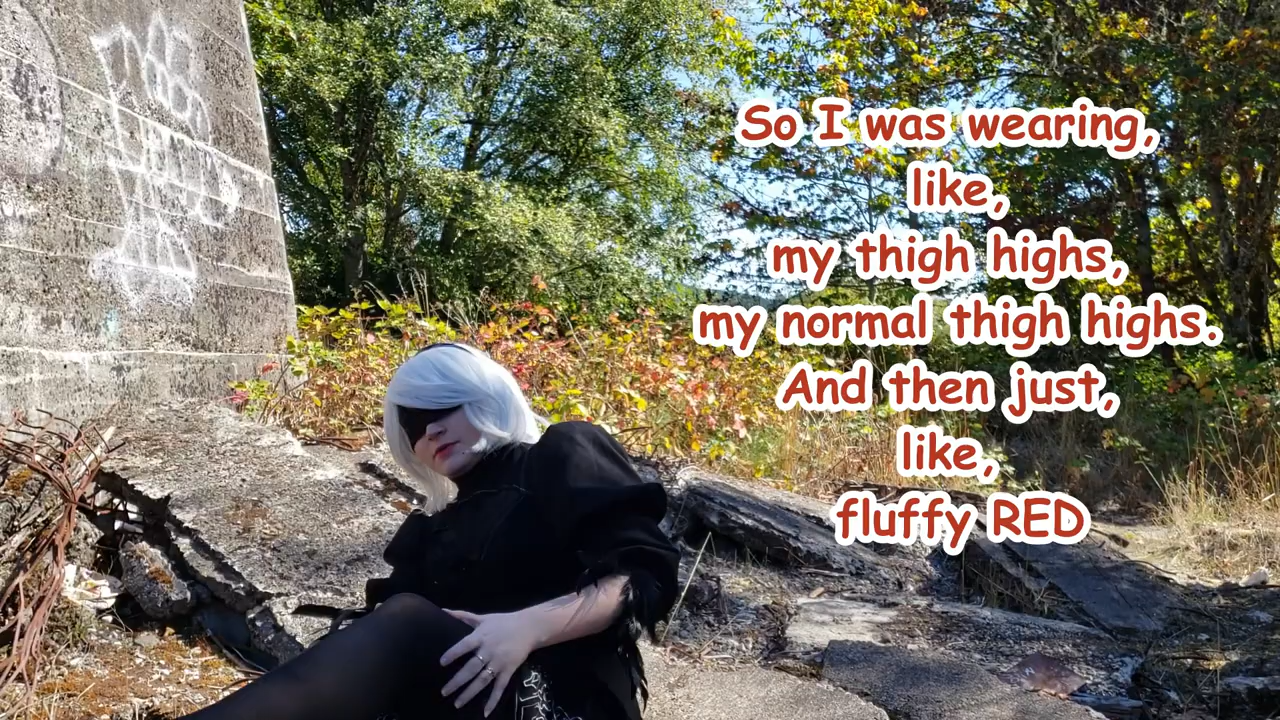 So I was wearing,
like,
my thigh highs,
my normal thigh highs.
And then just,
like,
fluffy RED